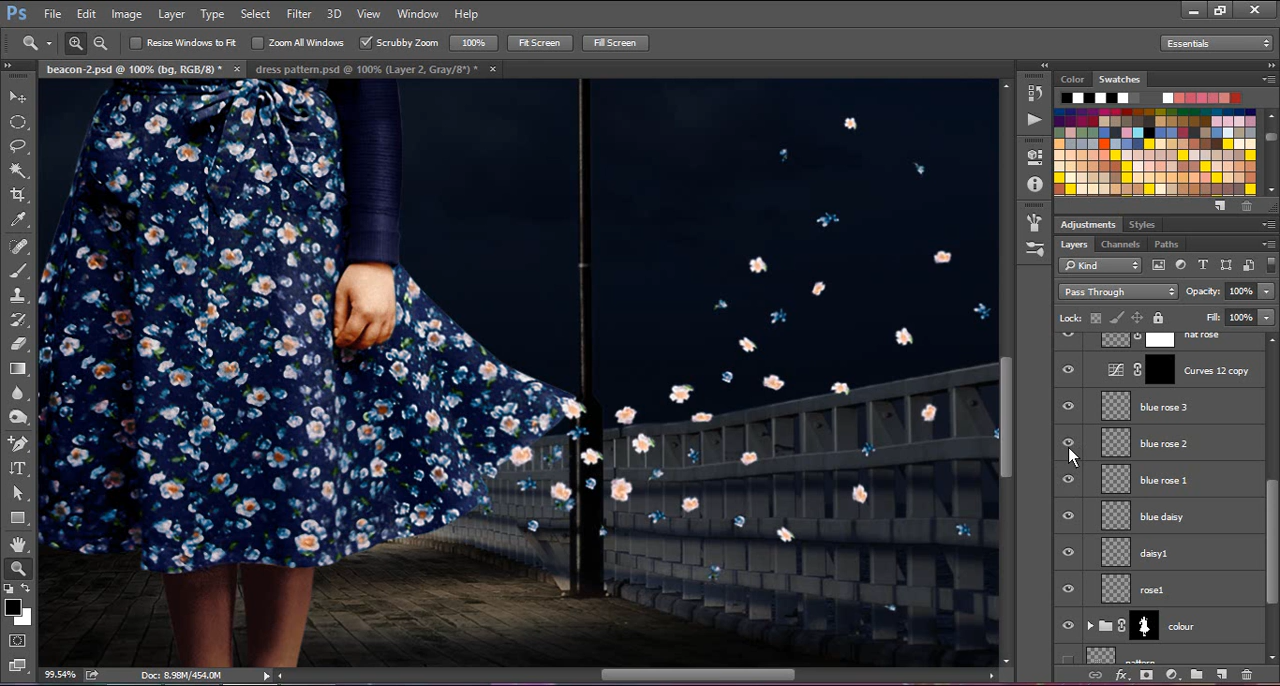 Ps File Edit Image Layer Type Select Filter 3D View Window Help
Resize Windows to Fit Zoom All Windows Scrubby Zoom 100% Fit Screen Fill Screen Essentials
beacon-2.psd @ 100% (bg, RGB/8) * dress pattern.psd @ 100% (Layer 2, Gray/8*) *
Color Swatches
Adjustments Styles
Layers Channels Paths
Kind
Pass Through Opacity: 100%
Lock: Fill: 100%
hat rose
Curves 12 copy
blue rose 3
blue rose 2
blue rose 1
blue daisy
daisy1
rose1
colour
pattern
99.54% Doc: 8.98M/454.0M